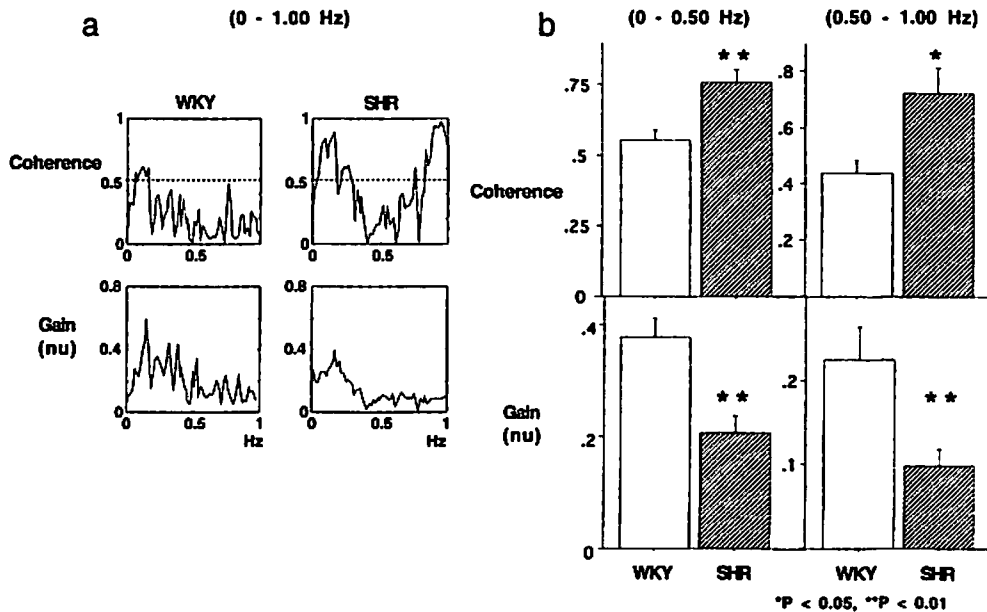 a (0 - 1.00 Hz)
WKY SHR
Coherence
1
0.5
0
0 0.5
1
0.5
0
0 0.5 1
Gain
(nu)
0.8
0.4
0
0 0.5 1
Hz
0.8
0.4
0
0 0.5 1
Hz
b (0 - 0.50 Hz) (0.50 - 1.00 Hz)
Coherence
.75
.5
.25
0
* *
.8
.6
.4
.2
*
Gain
(nu)
.4
.2
0
* *
.2
.1
* *
WKY SHR WKY SHR
*P < 0.05, **P < 0.01